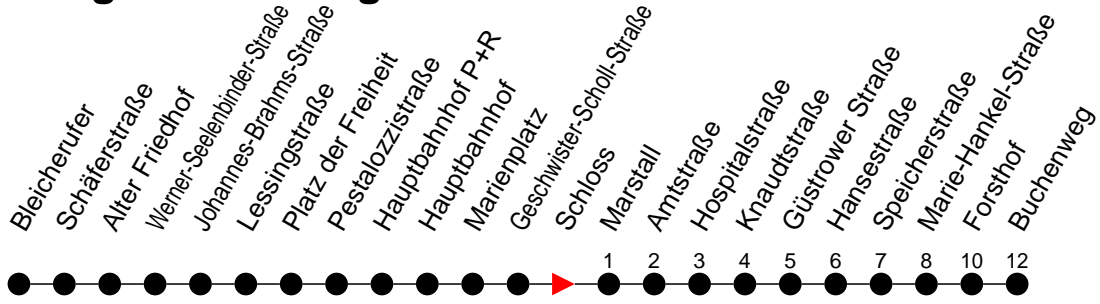 Bleicherufer
Schäferstraße
Alter Friedhof
Werner-Seelenbinder-Straße
Johannes-Brahms-Straße
Lessingstraße
Platz der Freiheit
Pestalozzistraße
Hauptbahnhof P+R
Hauptbahnhof
Marienplatz
Geschwister-Scholl-Straße
Schloss
Marstall
Amtstraße
Hospitalstraße
Knaudtstraße
Güstrower Straße
Hansestraße
Speicherstraße
Marie-Hankel-Straße
Forsthof
Buchenweg
1 2 3 4 5 6 7 8 10 12